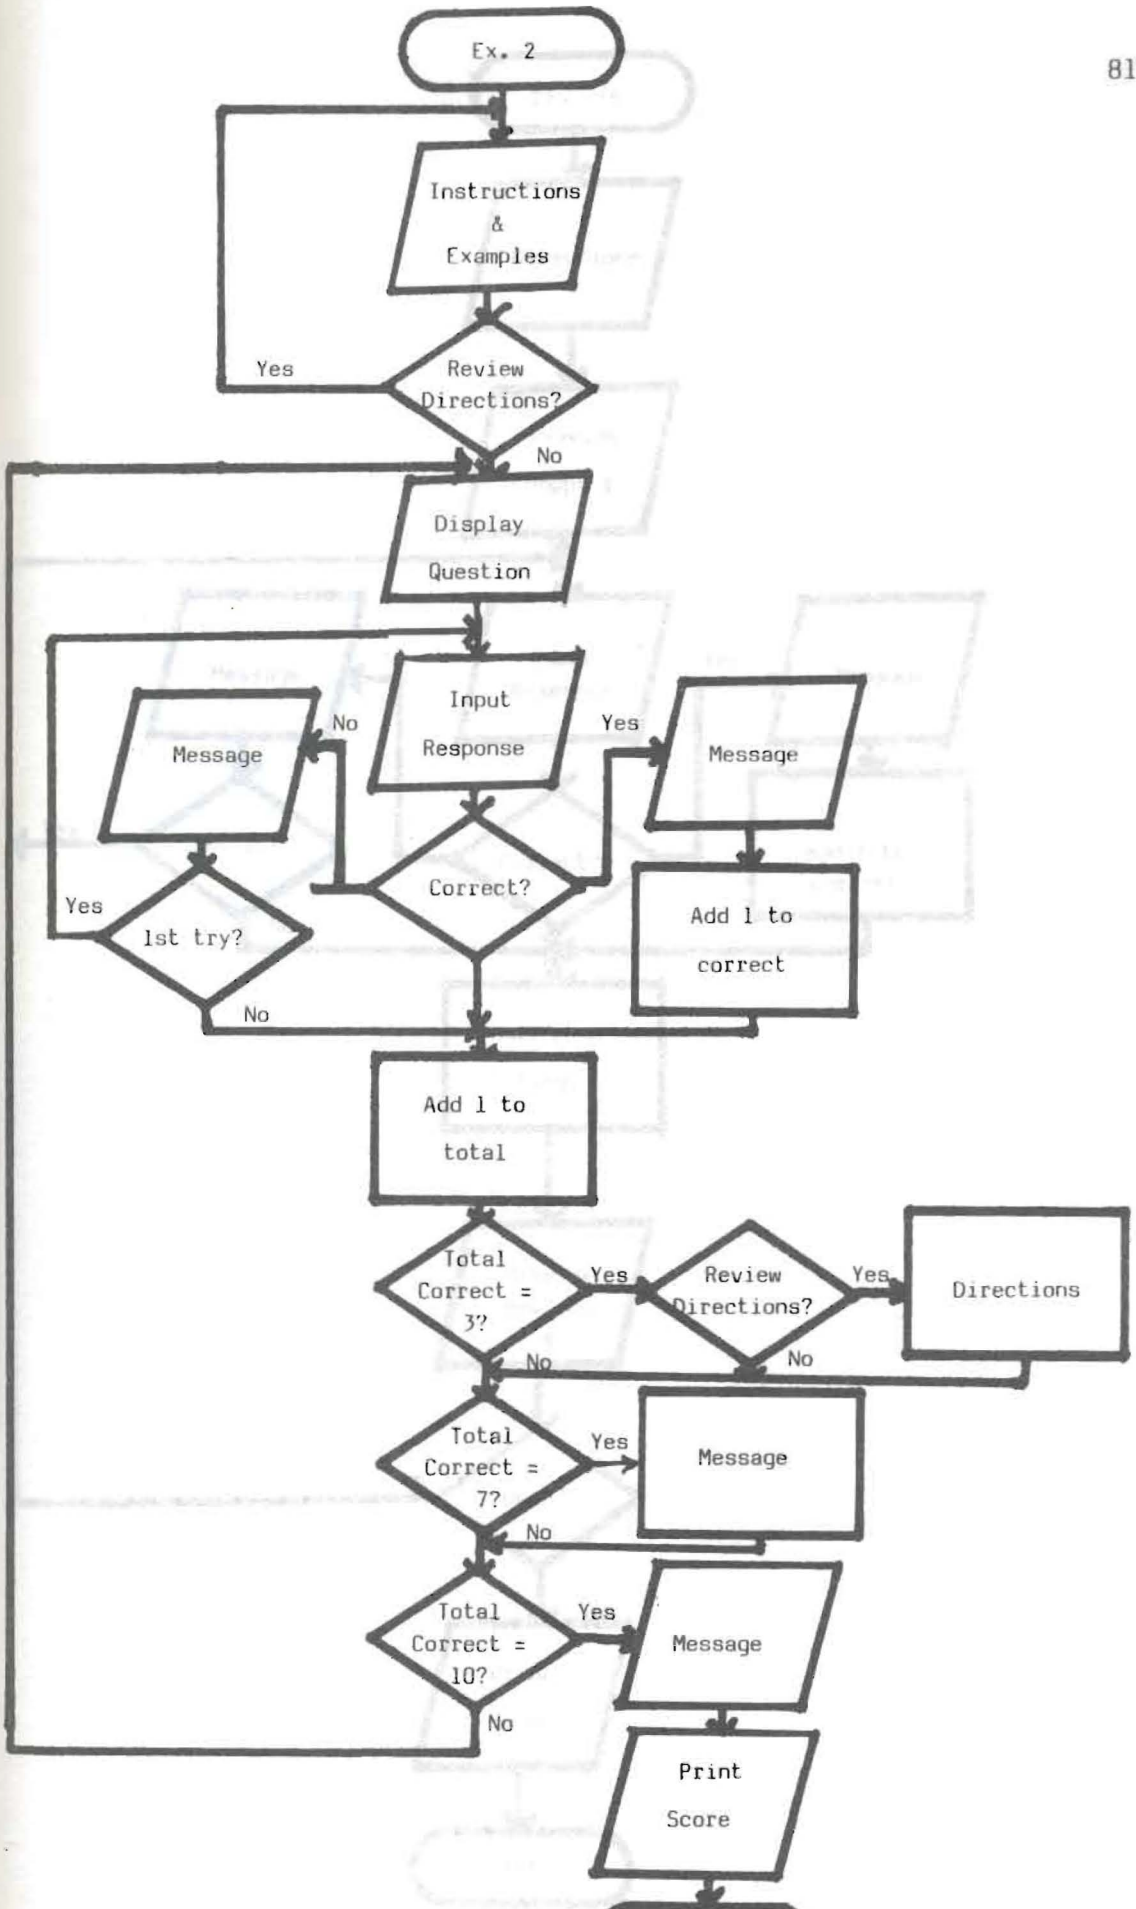 81
Ex. 2
Instructions
&
Examples
Yes
Review
Directions?
No
Display
Question
Input
Response
No
Message
Yes
Message
Correct?
Yes
1st try?
Add 1 to
correct
No
Add 1 to
total
Total
Correct =
3?
Yes
Review
Directions?
Yes
Directions
No
No
Total
Correct =
7?
Yes
Message
No
Total
Correct =
10?
Yes
Message
No
Print
Score